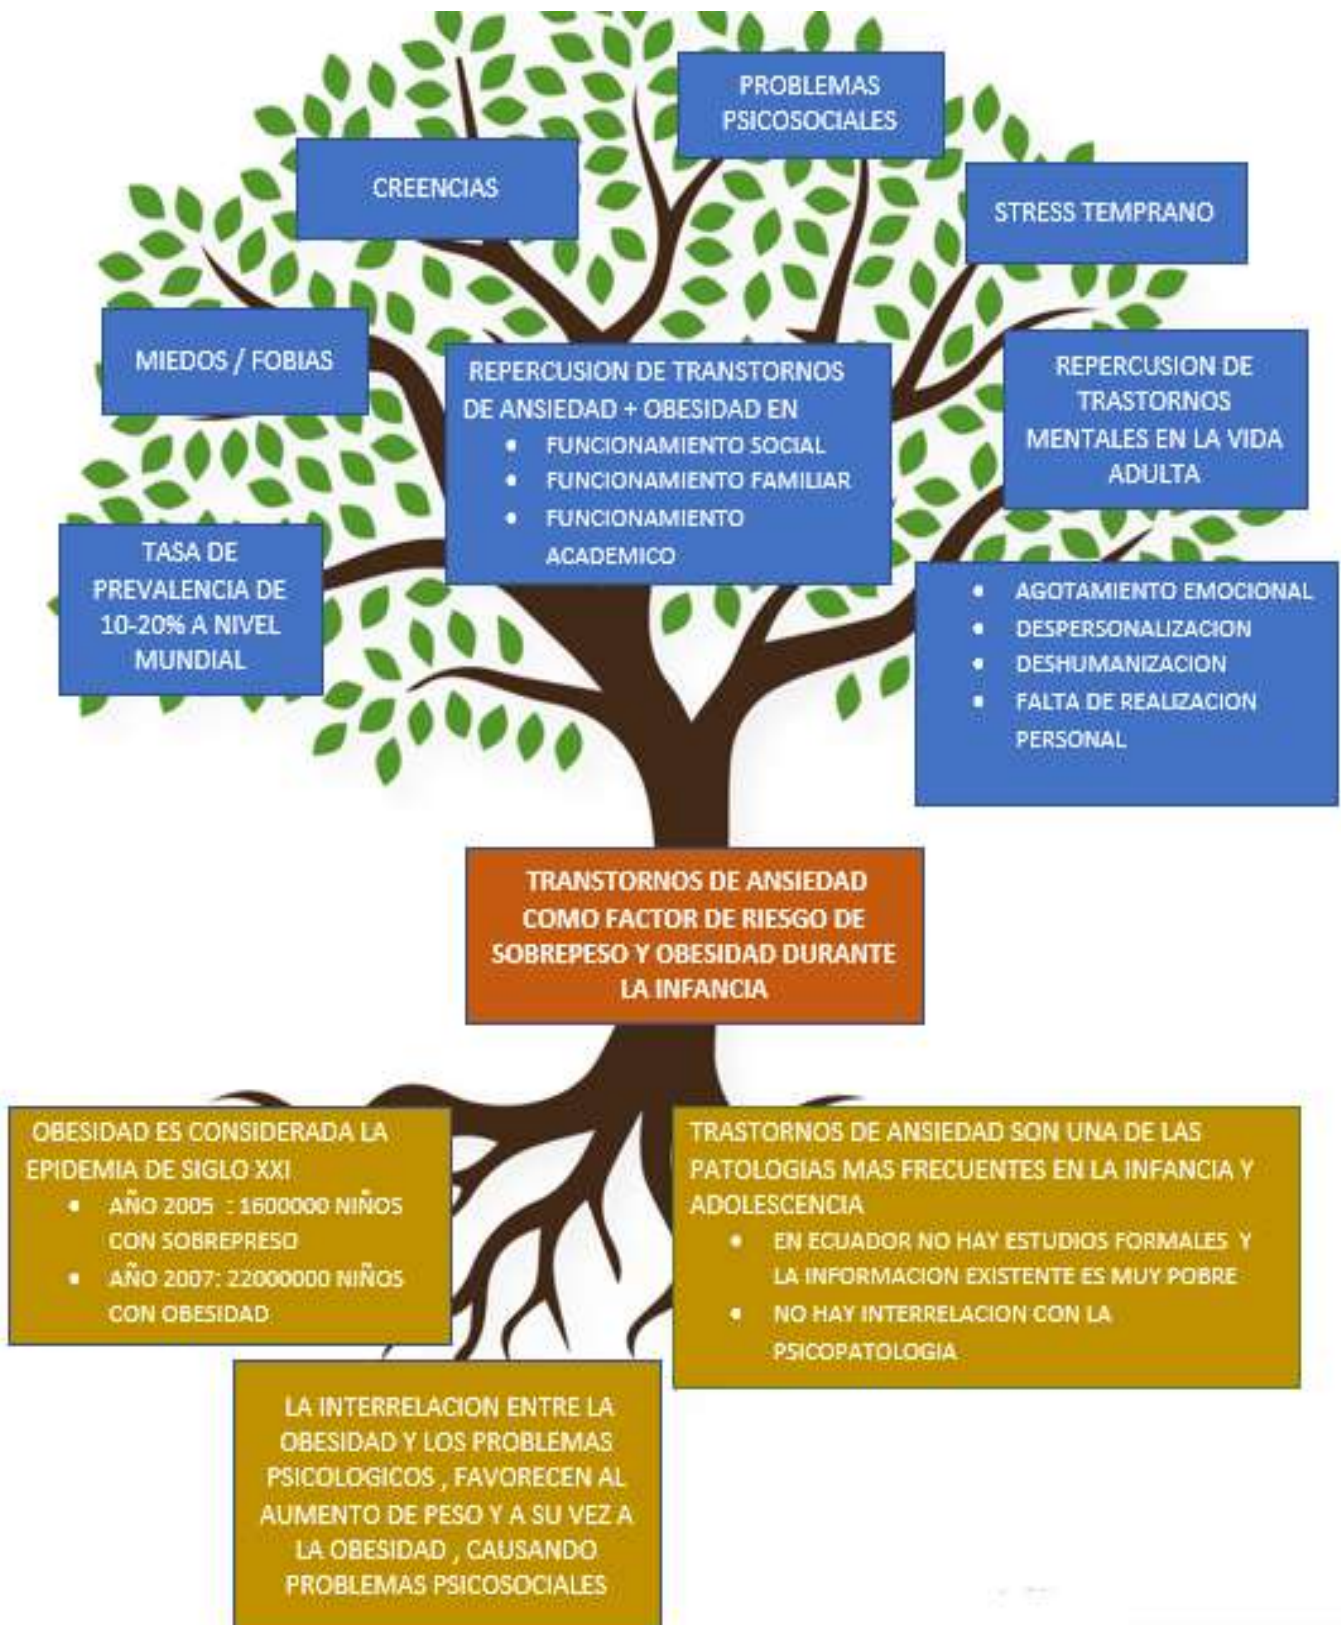 PROBLEMAS
PSICOSOCIALES
CREENCIAS
STRESS TEMPRANO
MIEDOS / FOBIAS
REPERCUSION DE TRANSTORNOS
DE ANSIEDAD + OBESIDAD EN
• FUNCIONAMIENTO SOCIAL
• FUNCIONAMIENTO FAMILIAR
• FUNCIONAMIENTO
ACADEMICO
REPERCUSION DE
TRASTORNOS
MENTALES EN LA VIDA
ADULTA
TASA DE
PREVALENCIA DE
10-20% A NIVEL
MUNDIAL
• AGOTAMIENTO EMOCIONAL
• DESPERSONALIZACION
• DESHUMANIZACION
• FALTA DE REALIZACION
PERSONAL
TRANSTORNOS DE ANSIEDAD
COMO FACTOR DE RIESGO DE
SOBREPESO Y OBESIDAD DURANTE
LA INFANCIA
OBESIDAD ES CONSIDERADA LA
EPIDEMIA DE SIGLO XXI
• AÑO 2005 : 1600000 NIÑOS
CON SOBREPRESO
• AÑO 2007: 22000000 NIÑOS
CON OBESIDAD
TRASTORNOS DE ANSIEDAD SON UNA DE LAS
PATOLOGIAS MAS FRECUENTES EN LA INFANCIA Y
ADOLESCENCIA
• EN ECUADOR NO HAY ESTUDIOS FORMALES Y
LA INFORMACION EXISTENTE ES MUY POBRE
• NO HAY INTERRELACION CON LA
PSICOPATOLOGIA
LA INTERRELACION ENTRE LA
OBESIDAD Y LOS PROBLEMAS
PSICOLOGICOS , FAVORECEN AL
AUMENTO DE PESO Y A SU VEZ A
LA OBESIDAD , CAUSANDO
PROBLEMAS PSICOSOCIALES